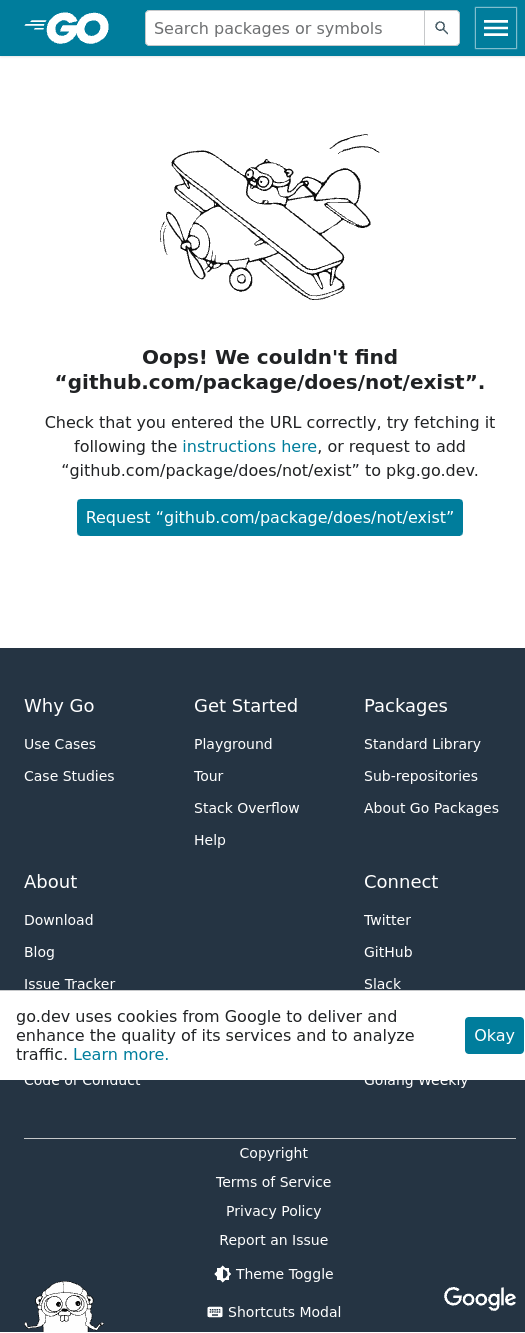 GO
Search packages or symbols
Oops! We couldn't find
“github.com/package/does/not/exist”.
Check that you entered the URL correctly, try fetching it
following the instructions here, or request to add
“github.com/package/does/not/exist” to pkg.go.dev.
Request “github.com/package/does/not/exist”
Why Go
Use Cases
Case Studies
Get Started
Playground
Tour
Stack Overflow
Help
Packages
Standard Library
Sub-repositories
About Go Packages
About
Download
Blog
Issue Tracker
Connect
Twitter
GitHub
Slack
go.dev uses cookies from Google to deliver and
enhance the quality of its services and to analyze
traffic. Learn more.
Okay
Code of Conduct
Golang Weekly
Copyright
Terms of Service
Privacy Policy
Report an Issue
Theme Toggle
Shortcuts Modal
Google